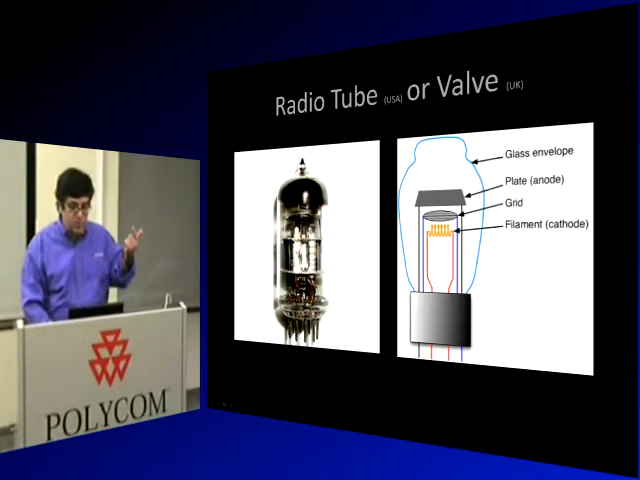 Radio Tube (USA) or Valve (UK)
Glass envelope
Plate (anode)
Grid
Filament (cathode)
POLYCOM